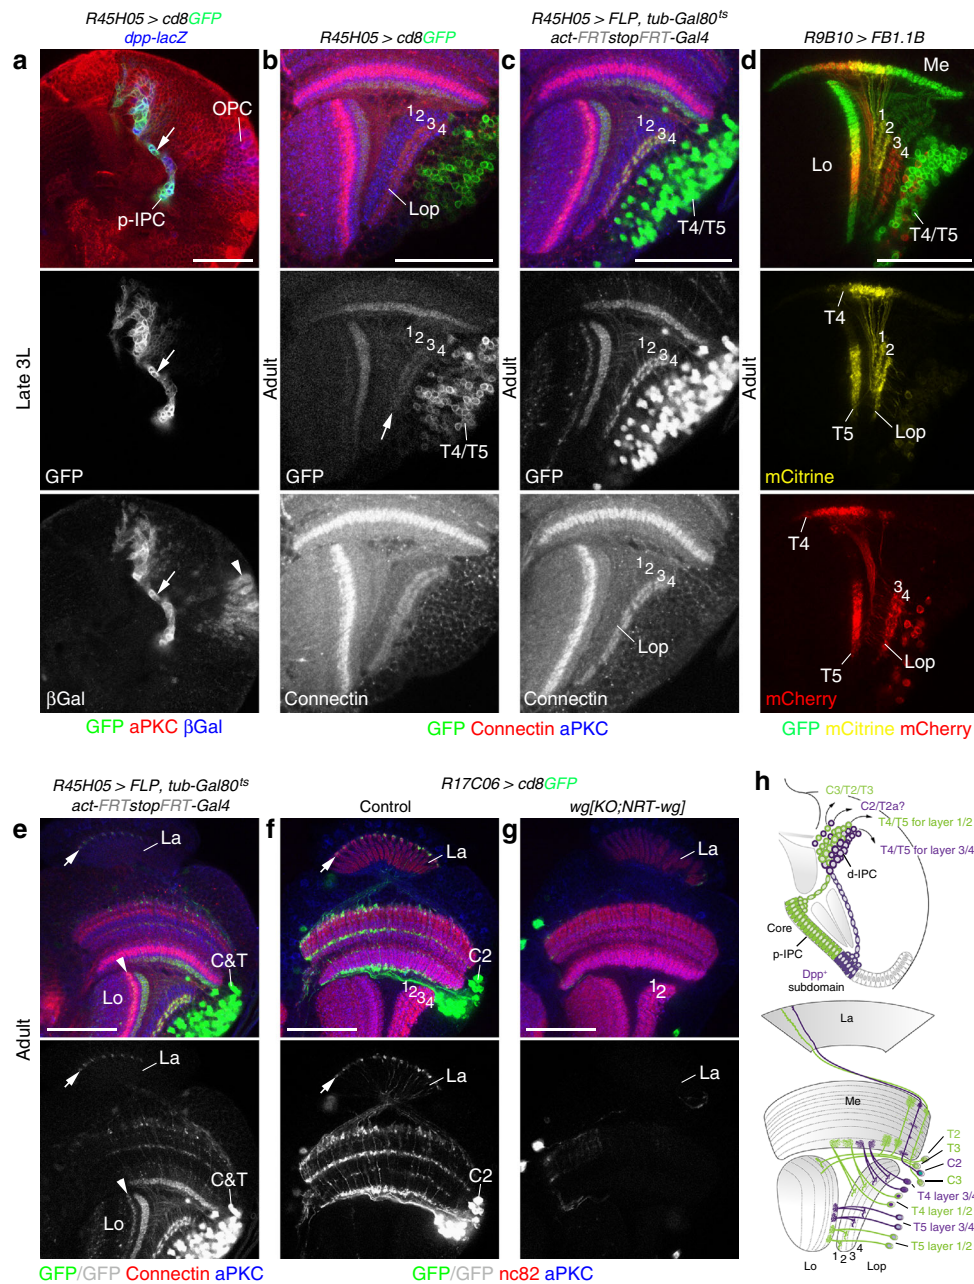 R45H05 > cd8GFP
dpp-lacZ
R45H05 > cd8GFP
R45H05 > FLP, tub-Gal80ts
act-FRTstopFRT-Gal4
R9B10 > FB1.1B
a
OPC
p-IPC
b
1 2 3 4
Lop
c
1 2 3 4
T4/T5
d
Me
1 2 3 4
Lo
T4/T5
Late 3L
GFP
Adult
1 2 3 4
T4/T5
GFP
Adult
1 2 3 4
GFP
Adult
T4
1 2
T5
Lop
mCitrine
βGal
Connectin
1 2 3 4
Lop
Connectin
T4
3 4
T5
Lop
mCherry
GFP aPKC βGal
GFP Connectin aPKC
GFP mCitrine mCherry
R45H05 > FLP, tub-Gal80ts
act-FRTstopFRT-Gal4
R17C06 > cd8GFP
Control
wg[KO;NRT-wg]
e
La
C&T
Lo
f
La
C2
1 2 3 4
g
La
1 2
Adult
La
C&T
Lo
La
C2
La
GFP/GFP Connectin aPKC
GFP/GFP nc82 aPKC
h
C3/T2/T3
C2/T2a?
T4/T5 for layer 1/2
T4/T5 for layer 3/4
d-IPC
Core
p-IPC
Dpp+
subdomain
La
Me
T2
T3
C2
C3
T4 layer 3/4
T4 layer 1/2
T5 layer 3/4
T5 layer 1/2
1 2 3 4
Lo
Lop